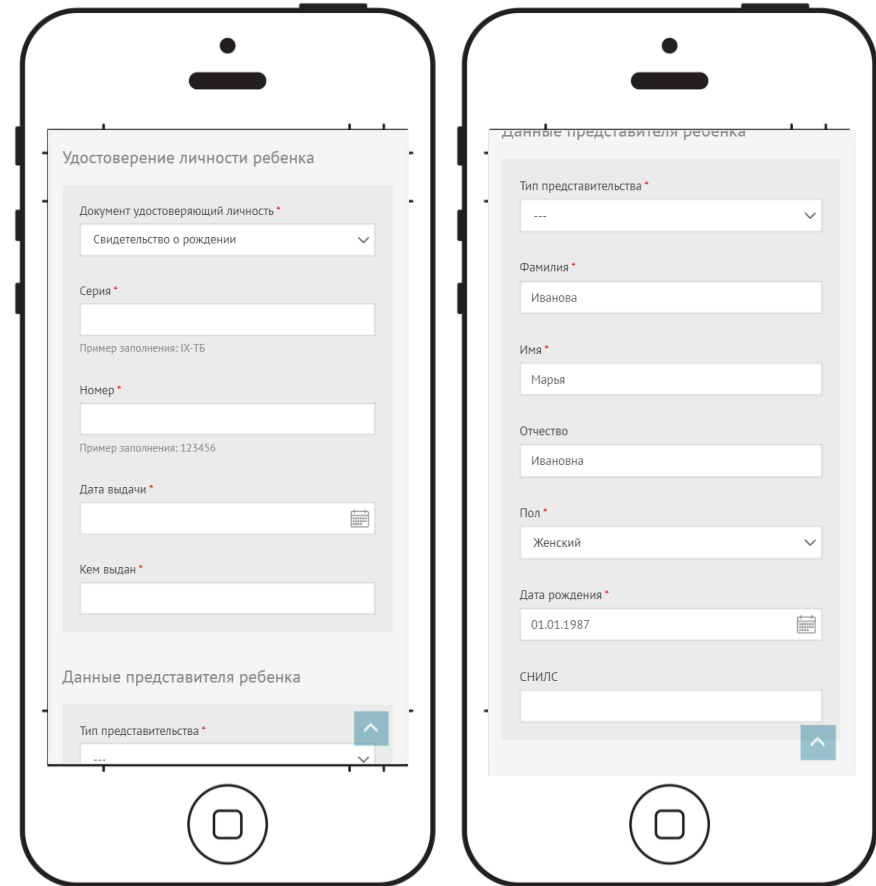 Удостоверение личности ребенка
Документ удостоверяющий личность *
Свидетельство о рождении
Серия *
Пример заполнения: IX-ТБ
Номер *
Пример заполнения: 123456
Дата выдачи *
Кем выдан *
Данные представителя ребенка
Тип представительства *
---
Данные представителя ребенка
Тип представительства *
---
Фамилия *
Иванова
Имя *
Марья
Отчество
Ивановна
Пол *
Женский
Дата рождения *
01.01.1987
СНИЛС